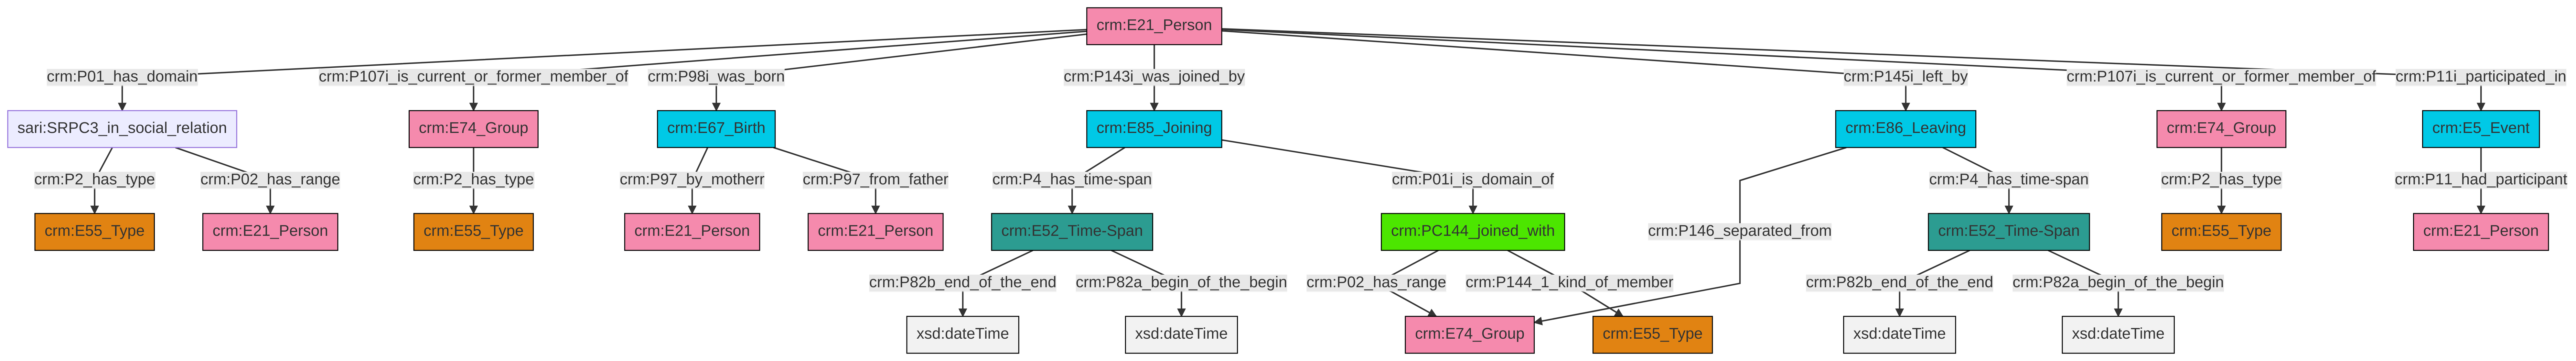 crm:E21_Person
crm:P01_has_domain
crm:P107i_is_current_or_former_member_of
crm:P98i_was_born
crm:P143i_was_joined_by
crm:P145i_left_by
crm:P107i_is_current_or_former_member_of
crm:P11i_participated_in
sari:SRPC3_in_social_relation
crm:E74_Group
crm:E67_Birth
crm:E85_Joining
crm:E86_Leaving
crm:E74_Group
crm:E5_Event
crm:P2_has_type
crm:P02_has_range
crm:P2_has_type
crm:P97_by_motherr
crm:P97_from_father
crm:P4_has_time-span
crm:P01i_is_domain_of
crm:P4_has_time-span
crm:P2_has_type
crm:P11_had_participant
crm:E55_Type
crm:E21_Person
crm:E55_Type
crm:E21_Person
crm:E21_Person
crm:E52_Time-Span
crm:PC144_joined_with
crm:P146_separated_from
crm:E52_Time-Span
crm:E55_Type
crm:E21_Person
crm:P82b_end_of_the_end
crm:P82a_begin_of_the_begin
crm:P02_has_range
crm:P144_1_kind_of_member
crm:P82b_end_of_the_end
crm:P82a_begin_of_the_begin
xsd:dateTime
xsd:dateTime
crm:E74_Group
crm:E55_Type
xsd:dateTime
xsd:dateTime